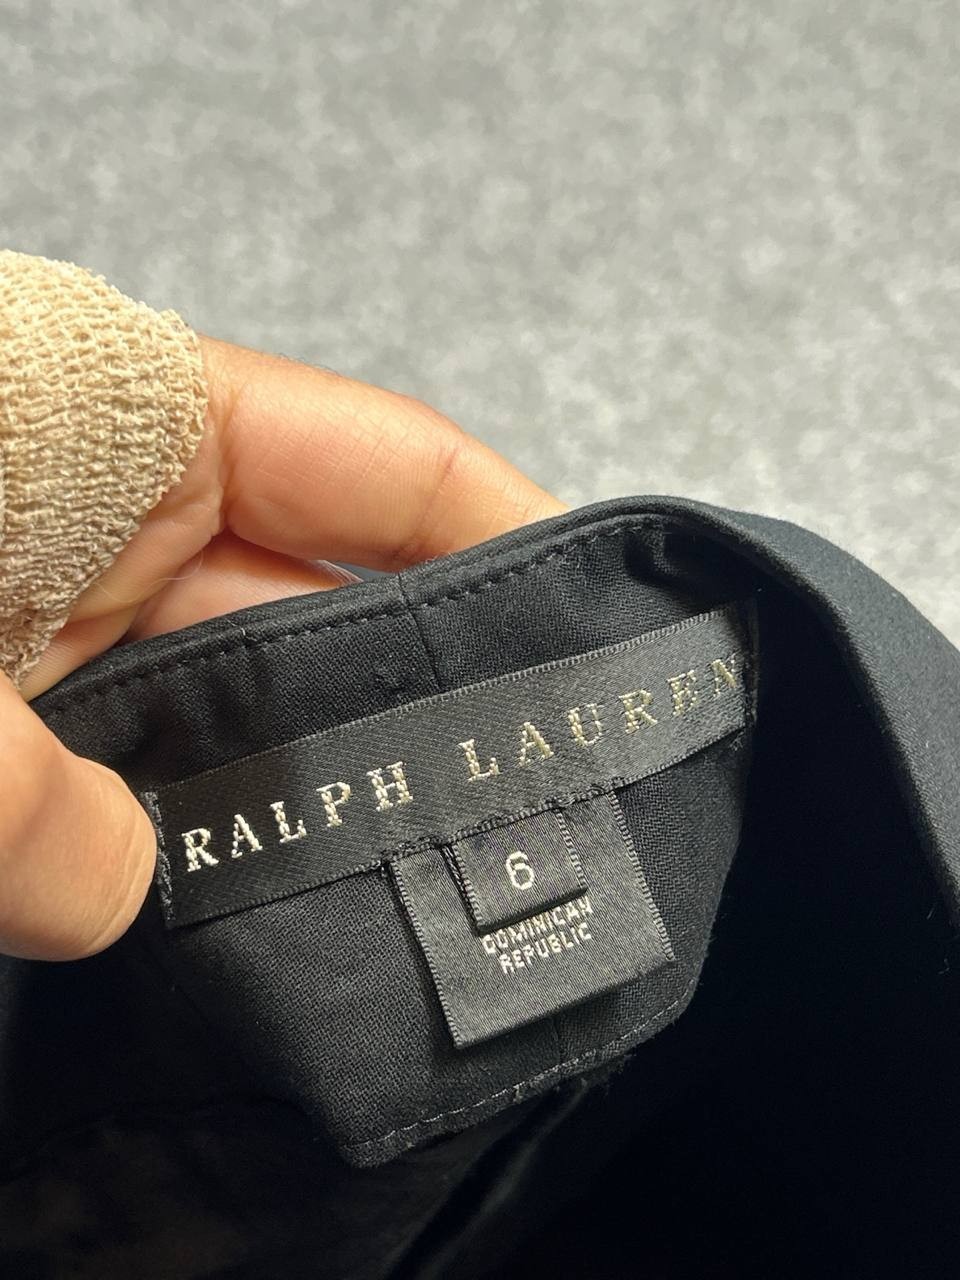 RALPH LAUREN
6
DOMINICAN
REPUBLIC